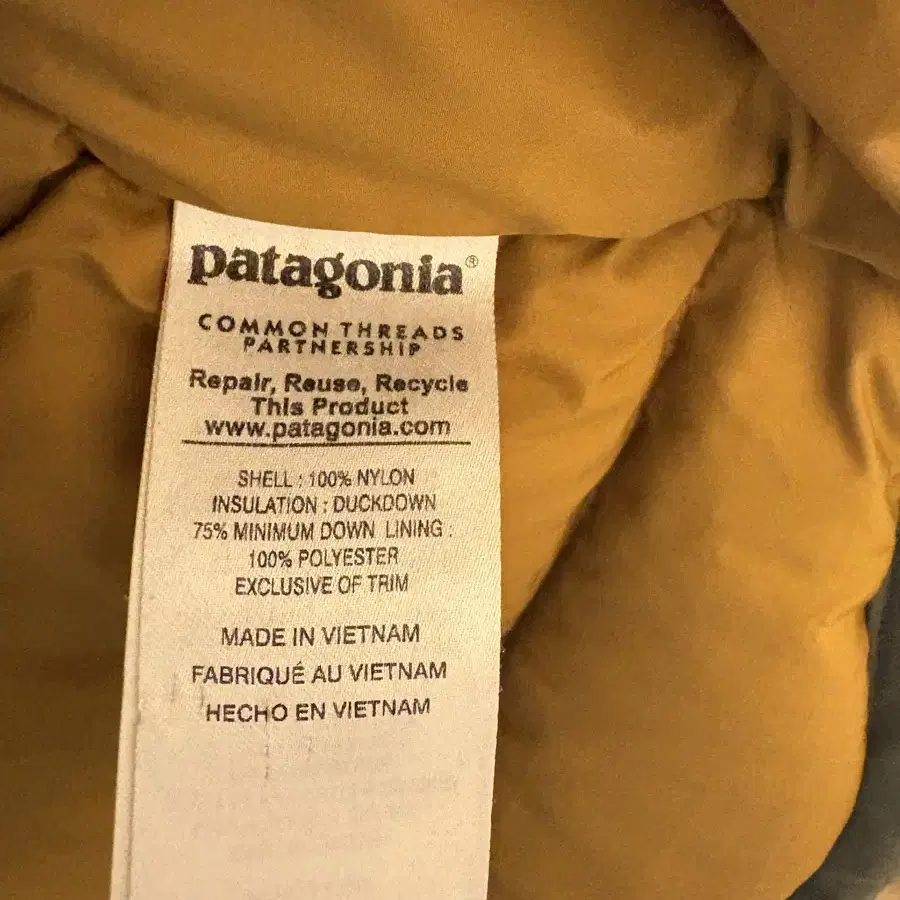 patagonia®
COMMON THREADS
PARTNERSHIP
Repair, Reuse, Recycle
This Product
www.patagonia.com
SHELL : 100% NYLON
INSULATION : DUCKDOWN
75% MINIMUM DOWN LINING :
100% POLYESTER
EXCLUSIVE OF TRIM
MADE IN VIETNAM
FABRIQUÉ AU VIETNAM
HECHO EN VIETNAM